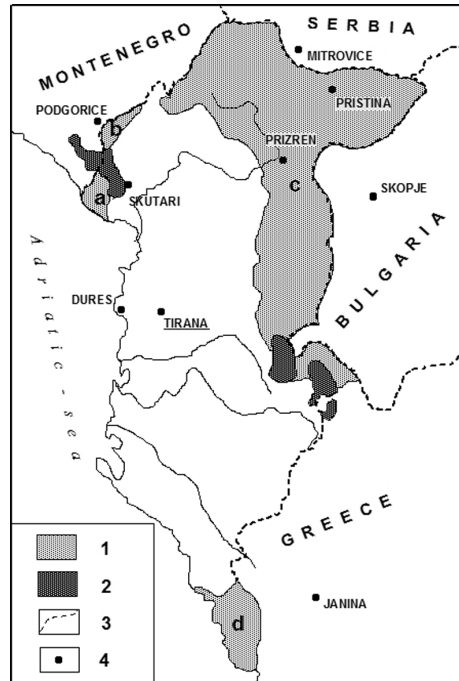 SERBIA
MONTENEGRO
MITROVICE
PODGORICE
PRISTINA
b
PRIZREN
c
a
SKUTARI
SKOPJE
BULGARIA
Adriatic - sea
DURES
TIRANA
GREECE
1
2
3
4
d
JANINA